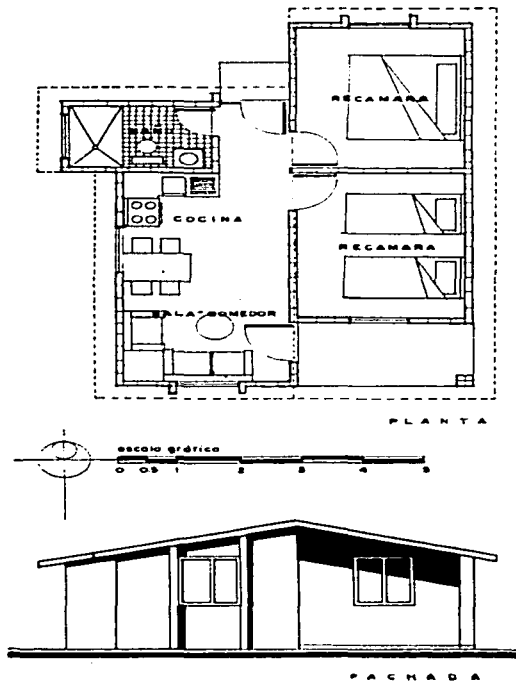 RECAMARA
BAÑO
COCINA
RECAMARA
SALA-COMEDOR
PLANTA
escala gráfica
0 0.5 1 2 3 4 5
FACHADA